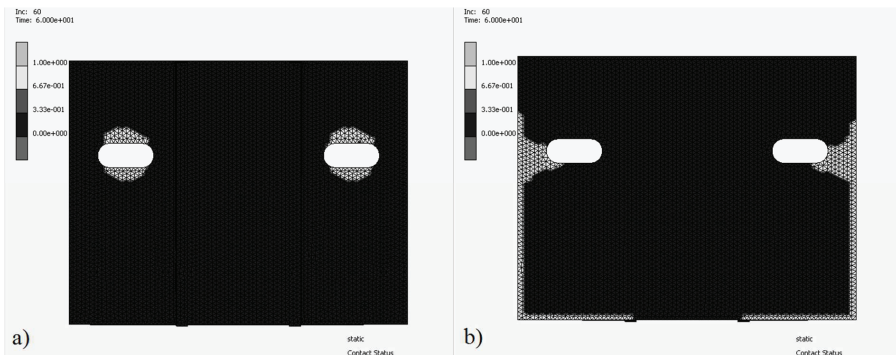 Inc: 60
Time: 6.000e+001
1.00e+000
6.67e-001
3.33e-001
0.00e+000
a)
static
Contact Status
Inc: 60
Time: 6.000e+001
1.00e+000
6.67e-001
3.33e-001
0.00e+000
b)
static
Contact Status